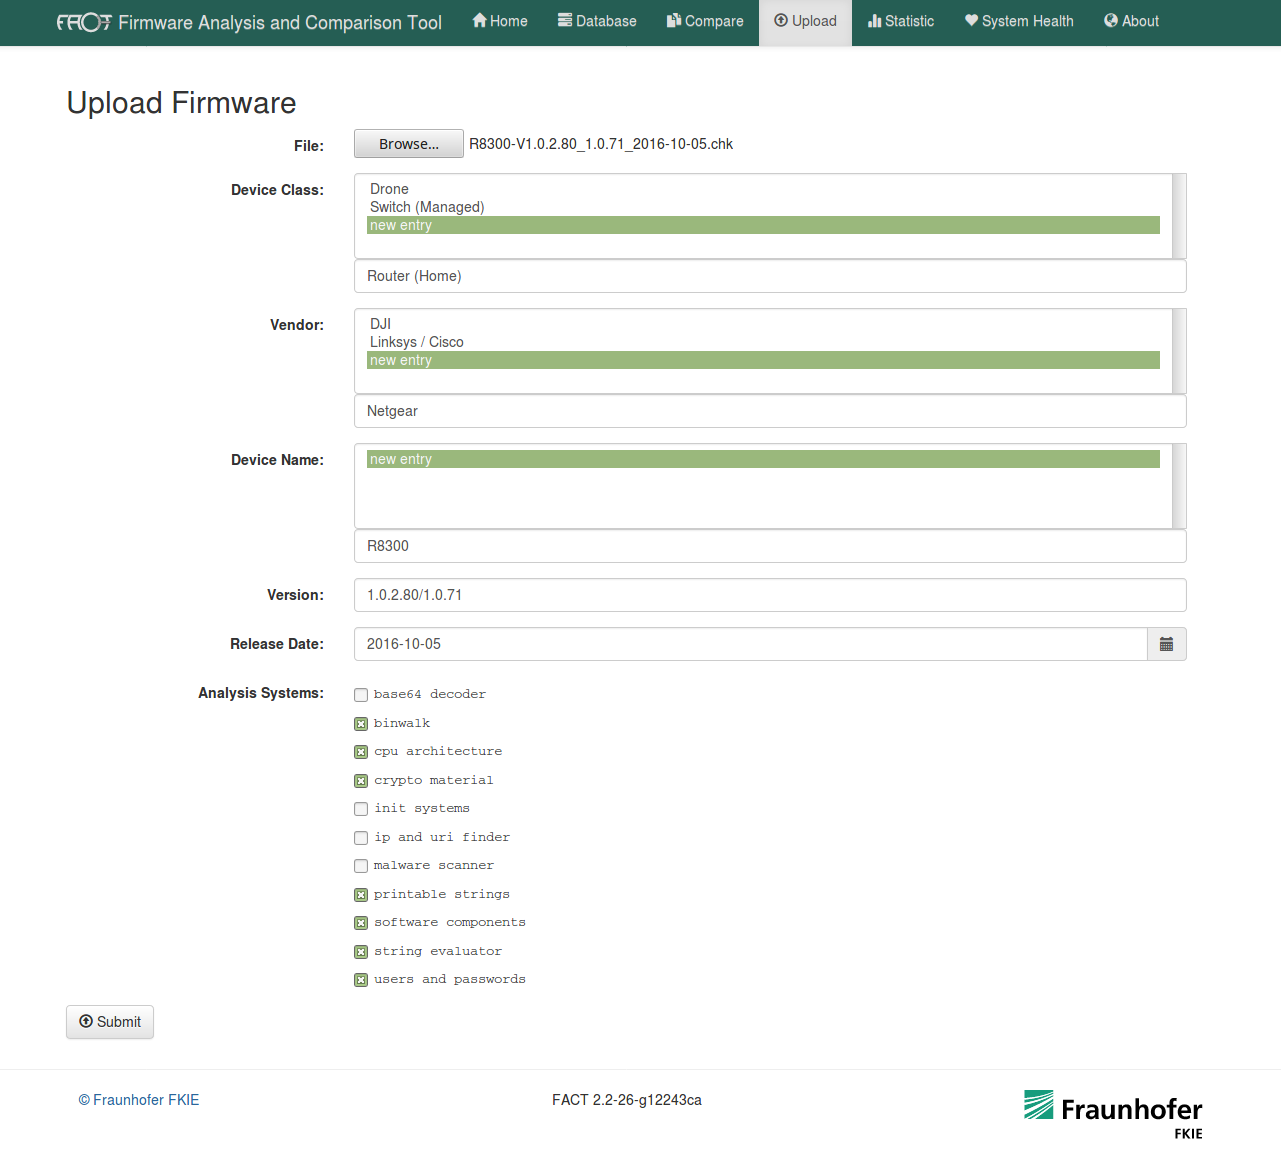 FACT Firmware Analysis and Comparison Tool Home Database Compare Upload Statistic System Health About
Upload Firmware
File: Browse... R8300-V1.0.2.80_1.0.71_2016-10-05.chk
Device Class: Drone
Switch (Managed)
new entry
Router (Home)
Vendor: DJI
Linksys / Cisco
new entry
Netgear
Device Name: new entry
R8300
Version: 1.0.2.80/1.0.71
Release Date: 2016-10-05
Analysis Systems: base64 decoder
binwalk
cpu architecture
crypto material
init systems
ip and uri finder
malware scanner
printable strings
software components
string evaluator
users and passwords
Submit
© Fraunhofer FKIE FACT 2.2-26-g12243ca Fraunhofer
FKIE